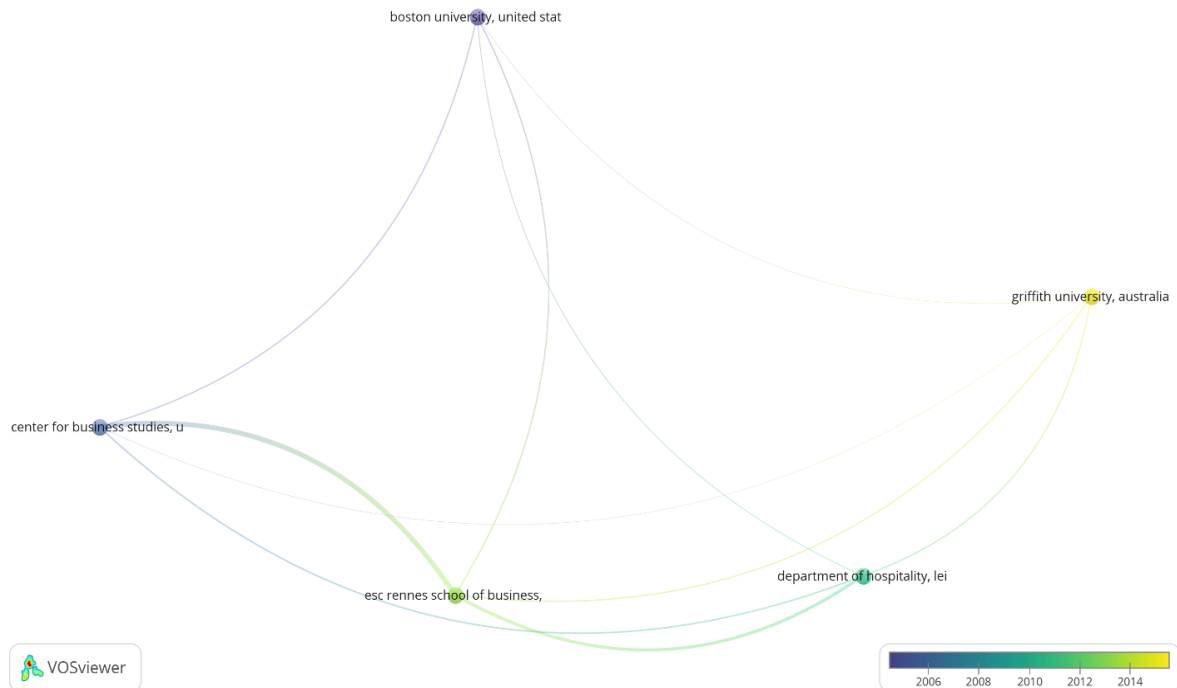 boston university, united stat
griffith university, australia
center for business studies, u
department of hospitality, lei
esc rennes school of business,
VOSviewer
2006 2008 2010 2012 2014